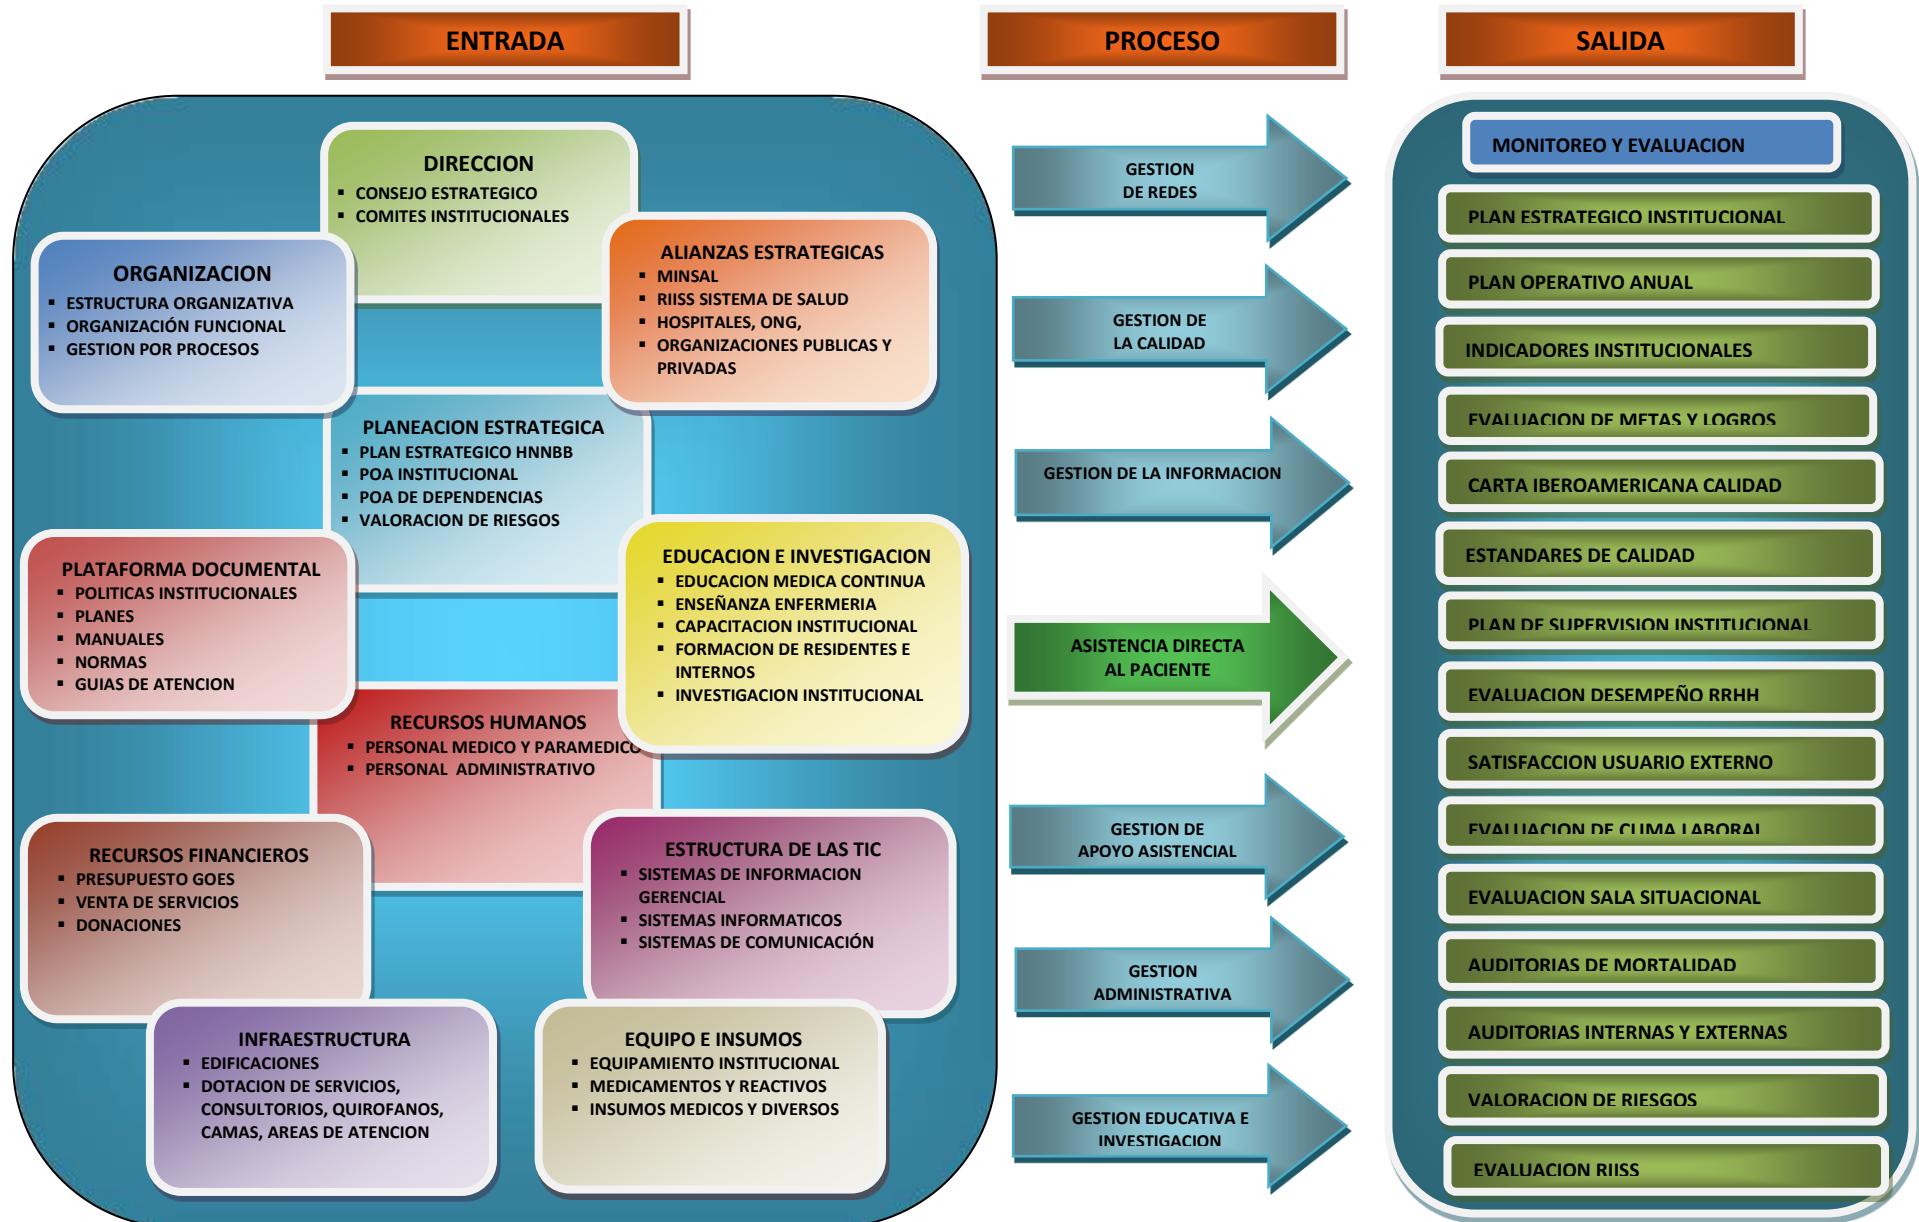 ENTRADA
DIRECCION
▪ CONSEJO ESTRATEGICO
▪ COMITES INSTITUCIONALES
ORGANIZACION
▪ ESTRUCTURA ORGANIZATIVA
▪ ORGANIZACIÓN FUNCIONAL
▪ GESTION POR PROCESOS
ALIANZAS ESTRATEGICAS
▪ MINSAL
▪ RIISS SISTEMA DE SALUD
▪ HOSPITALES, ONG,
▪ ORGANIZACIONES PUBLICAS Y
PRIVADAS
PLANEACION ESTRATEGICA
▪ PLAN ESTRATEGICO HNNBB
▪ POA INSTITUCIONAL
▪ POA DE DEPENDENCIAS
▪ VALORACION DE RIESGOS
PLATAFORMA DOCUMENTAL
▪ POLITICAS INSTITUCIONALES
▪ PLANES
▪ MANUALES
▪ NORMAS
▪ GUIAS DE ATENCION
EDUCACION E INVESTIGACION
▪ EDUCACION MEDICA CONTINUA
▪ ENSEÑANZA ENFERMERIA
▪ CAPACITACION INSTITUCIONAL
▪ FORMACION DE RESIDENTES E
INTERNOS
▪ INVESTIGACION INSTITUCIONAL
RECURSOS HUMANOS
▪ PERSONAL MEDICO Y PARAMEDICO
▪ PERSONAL ADMINISTRATIVO
RECURSOS FINANCIEROS
▪ PRESUPUESTO GOES
▪ VENTA DE SERVICIOS
▪ DONACIONES
ESTRUCTURA DE LAS TIC
▪ SISTEMAS DE INFORMACION
GERENCIAL
▪ SISTEMAS INFORMATICOS
▪ SISTEMAS DE COMUNICACIÓN
INFRAESTRUCTURA
▪ EDIFICACIONES
▪ DOTACION DE SERVICIOS,
CONSULTORIOS, QUIROFANOS,
CAMAS, AREAS DE ATENCION
EQUIPO E INSUMOS
▪ EQUIPAMIENTO INSTITUCIONAL
▪ MEDICAMENTOS Y REACTIVOS
▪ INSUMOS MEDICOS Y DIVERSOS
PROCESO
GESTION
DE REDES
GESTION DE
LA CALIDAD
GESTION DE LA INFORMACION
ASISTENCIA DIRECTA
AL PACIENTE
GESTION DE
APOYO ASISTENCIAL
GESTION
ADMINISTRATIVA
GESTION EDUCATIVA E
INVESTIGACION
SALIDA
MONITOREO Y EVALUACION
PLAN ESTRATEGICO INSTITUCIONAL
PLAN OPERATIVO ANUAL
INDICADORES INSTITUCIONALES
EVALUACION DE METAS Y LOGROS
CARTA IBEROAMERICANA CALIDAD
ESTANDARES DE CALIDAD
PLAN DE SUPERVISION INSTITUCIONAL
EVALUACION DESEMPEÑO RRHH
SATISFACCION USUARIO EXTERNO
EVALUACION DE CLIMA LABORAL
EVALUACION SALA SITUACIONAL
AUDITORIAS DE MORTALIDAD
AUDITORIAS INTERNAS Y EXTERNAS
VALORACION DE RIESGOS
EVALUACION RIISS